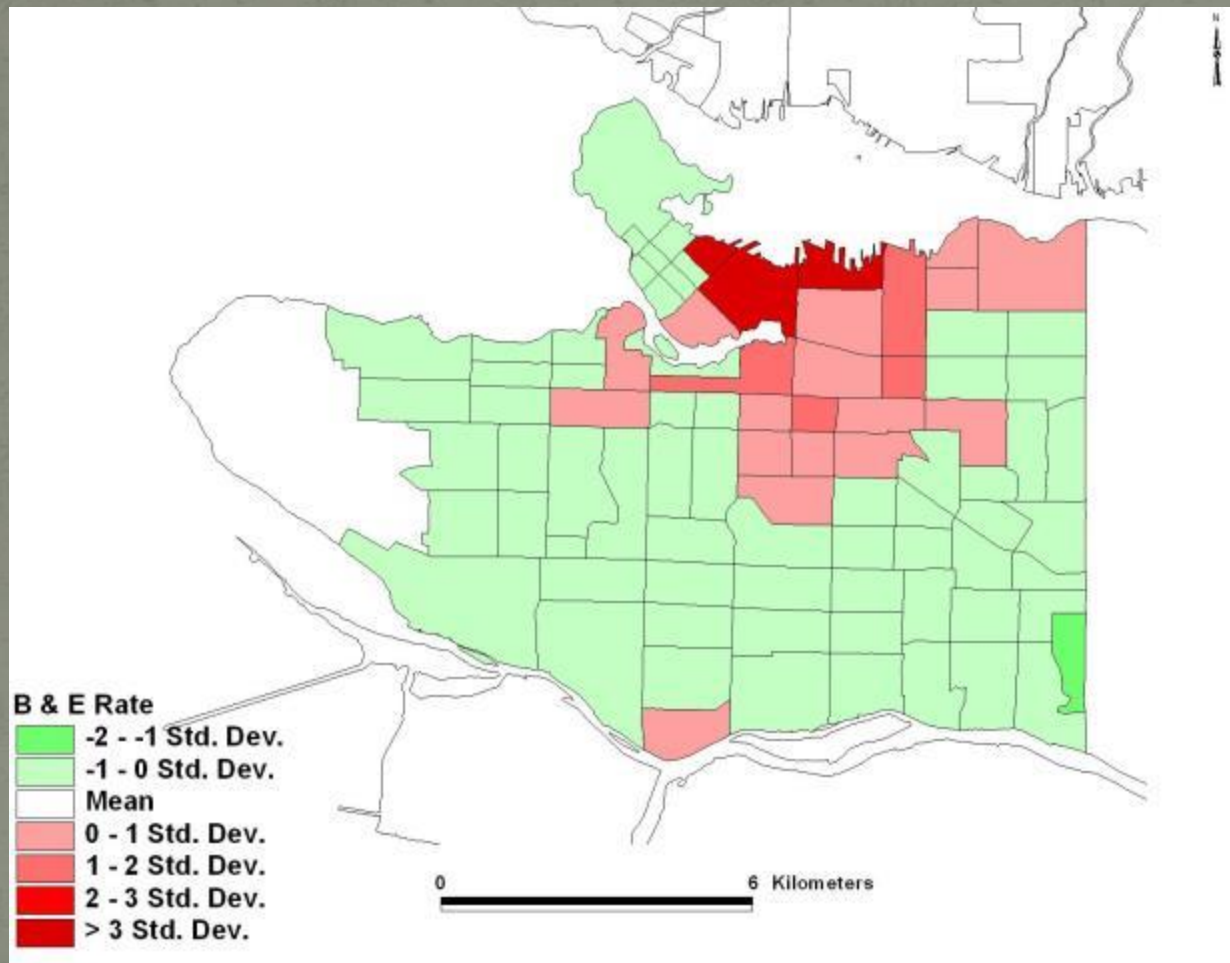 N
B & E Rate
-2 - -1 Std. Dev.
-1 - 0 Std. Dev.
Mean
0 - 1 Std. Dev.
1 - 2 Std. Dev.
2 - 3 Std. Dev.
> 3 Std. Dev.
0 6 Kilometers